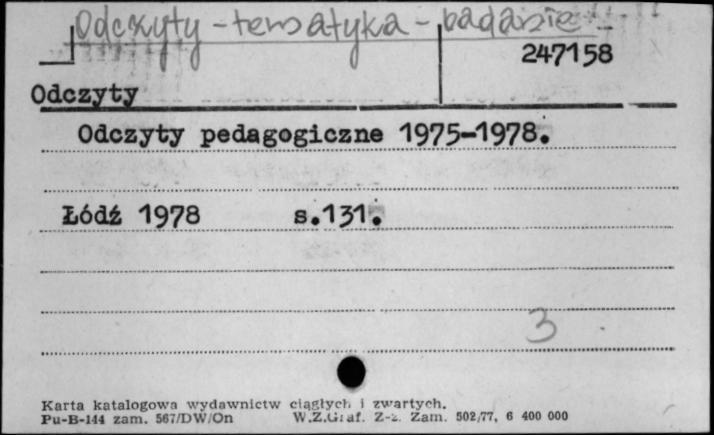 Odczyty - tematyka - badanie
247158
Odczyty
Odczyty pedagogiczne 1975-1978.
Łódź 1978 s.131.
3
Karta katalogowa wydawnictw ciągłych i zwartych.
Pu-B-144 zam. 567/DW/On W.Z.Graf. Z-z. Zam. 502/77, 6 400 000